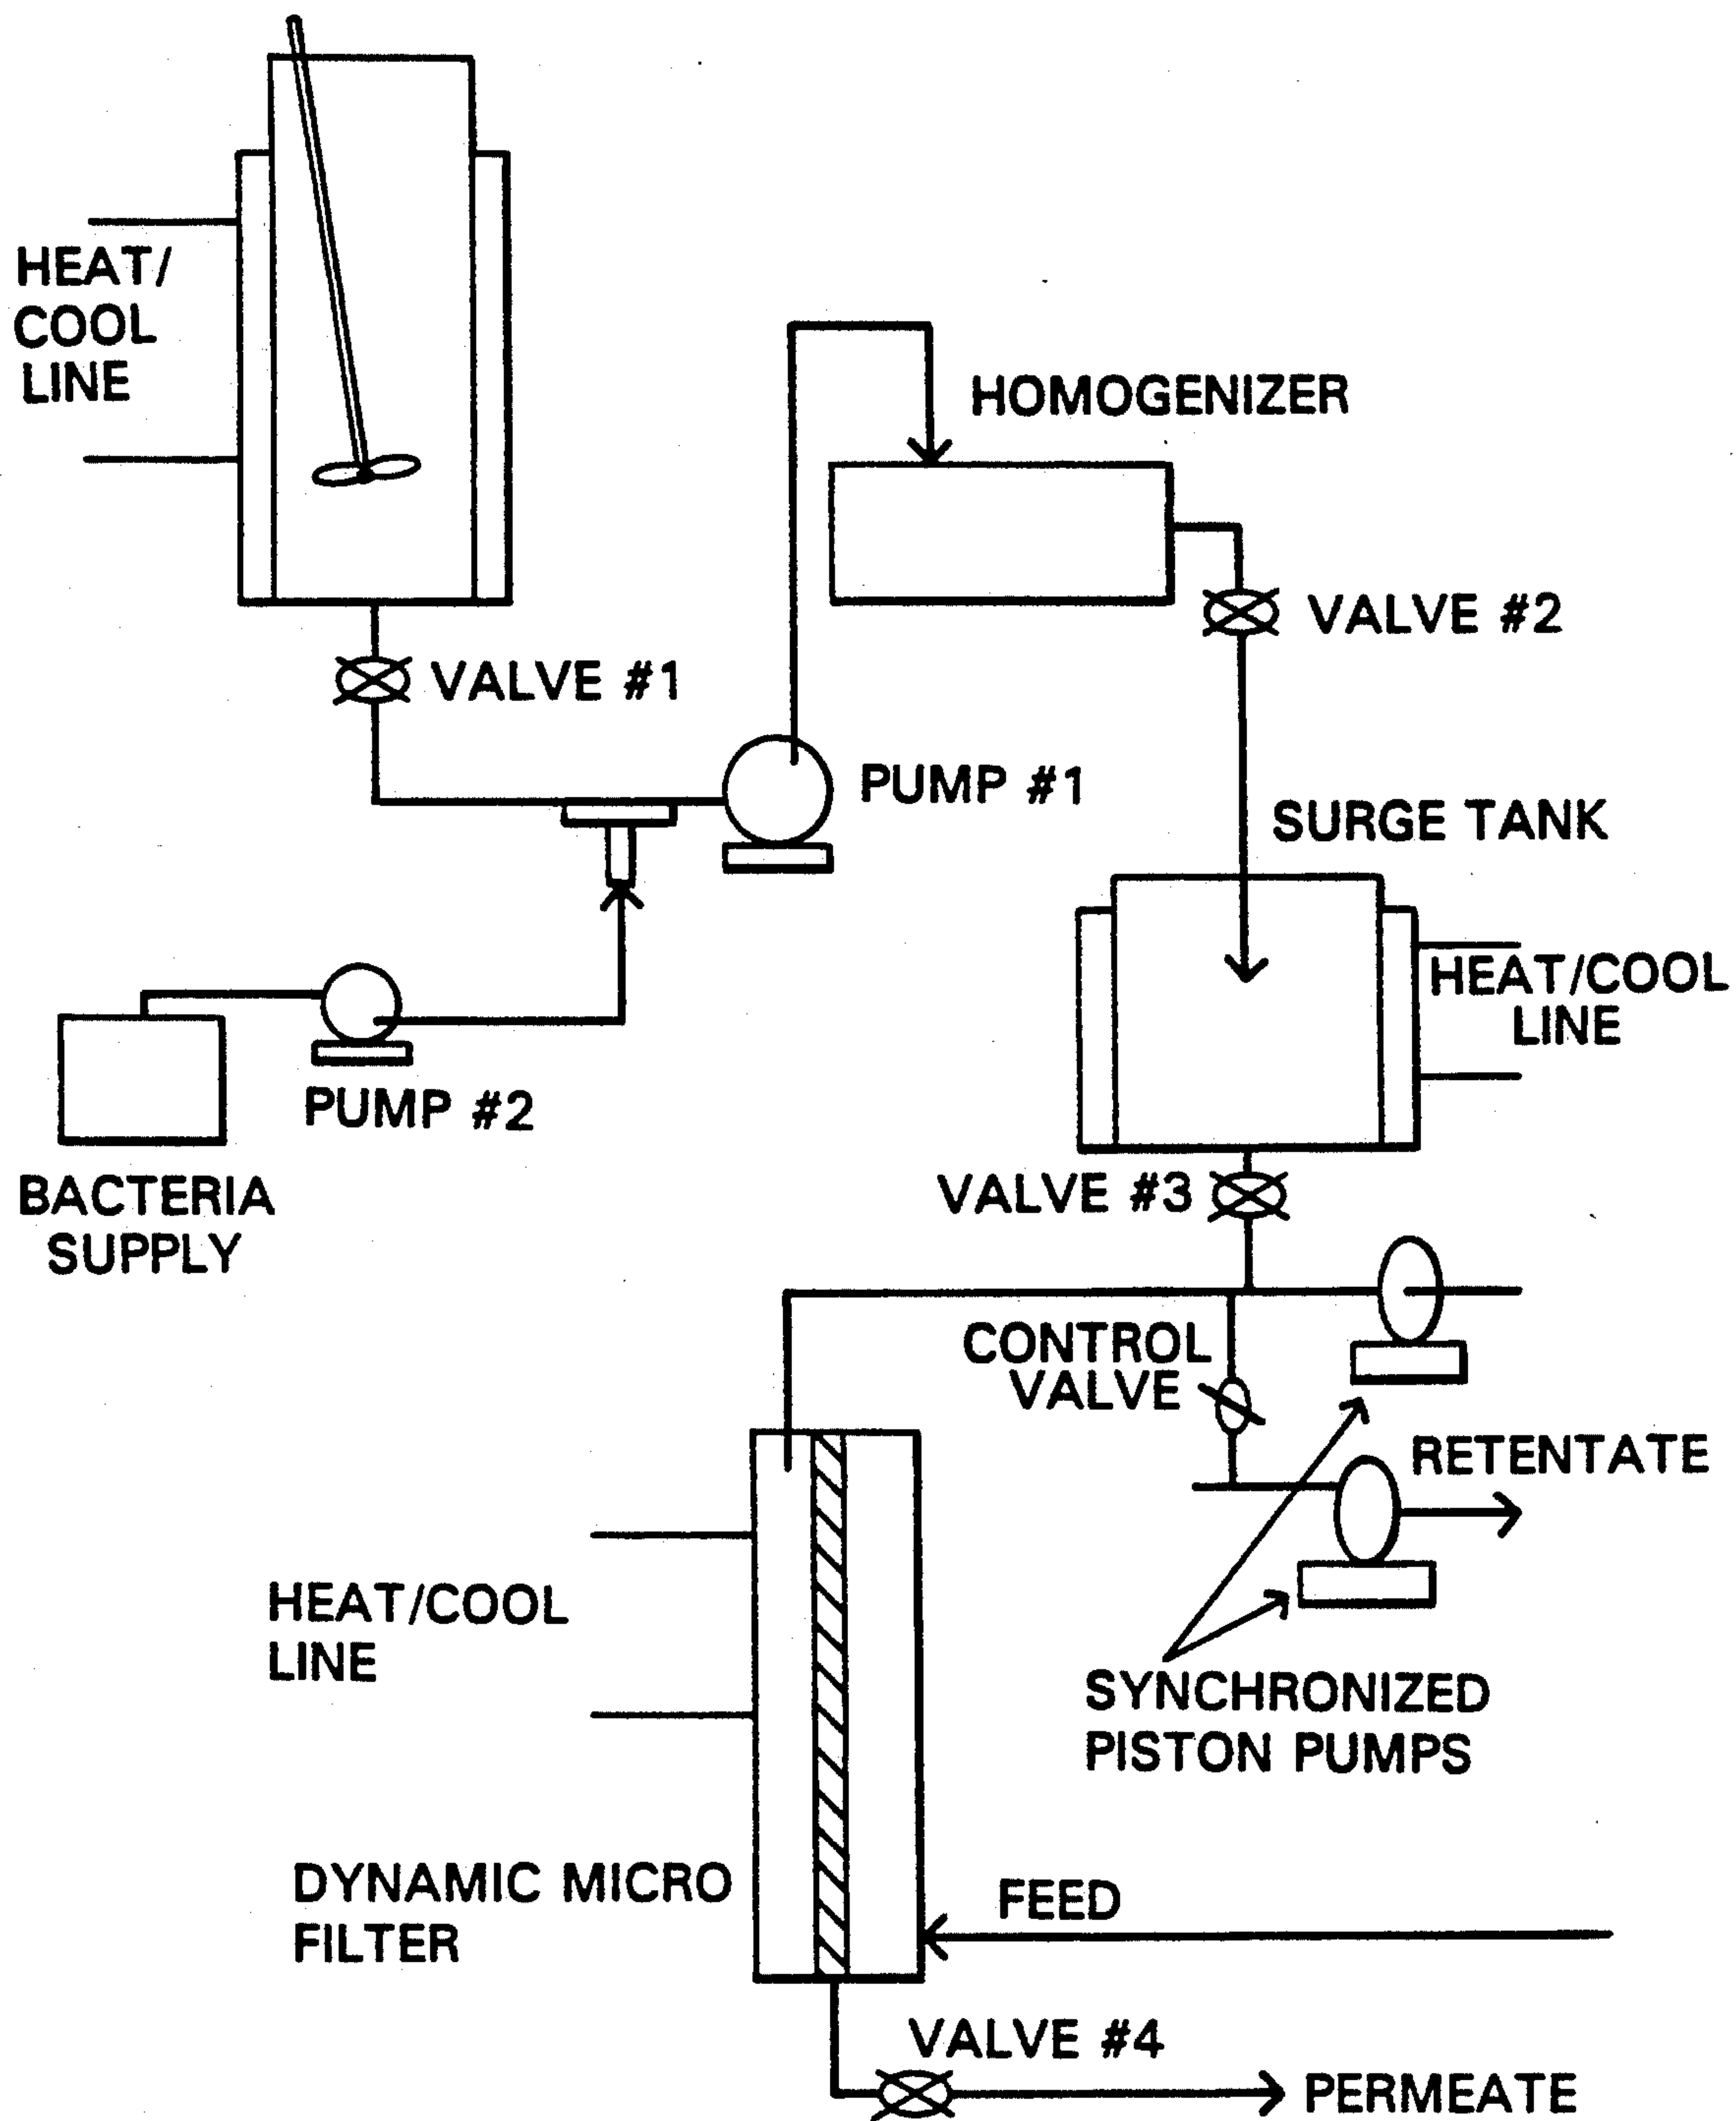 HEAT/
COOL
LINE
HOMOGENIZER
VALVE #2
VALVE #1
PUMP #1
SURGE TANK
HEAT/COOL
LINE
PUMP #2
BACTERIA
SUPPLY
VALVE #3
CONTROL
VALVE
RETENTATE
HEAT/COOL
LINE
SYNCHRONIZED
PISTON PUMPS
DYNAMIC MICRO
FILTER
FEED
VALVE #4
PERMEATE